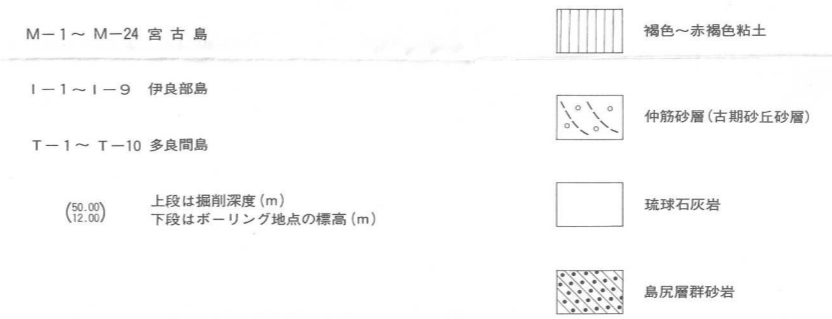 M−1〜 M−24 宮古島
褐色〜赤褐色粘土
I−1〜I−9 伊良部島
仲筋砂層(古期砂丘砂層)
T−1〜 T−10 多良間島
(50.00
12.00)
上段は掘削深度(m)
下段はボーリング地点の標高(m)
琉球石灰岩
島尻層群砂岩